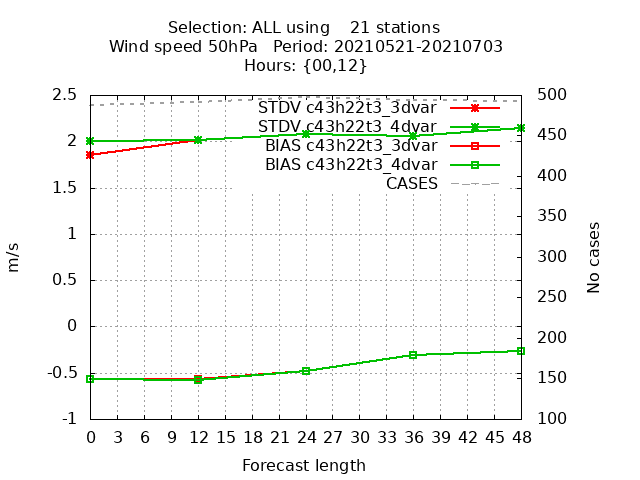 Selection: ALL using    21 stations
Wind speed 50hPa   Period: 20210521-20210703
Hours: {00,12}
STDV c43h22t3_3dvar
STDV c43h22t3_4dvar
BIAS c43h22t3_3dvar
BIAS c43h22t3_4dvar
CASES
m/s
2.5
2
1.5
1
0.5
0
-0.5
-1
No cases
500
450
400
350
300
250
200
150
100
0 3 6 9 12 15 18 21 24 27 30 33 36 39 42 45 48
Forecast length